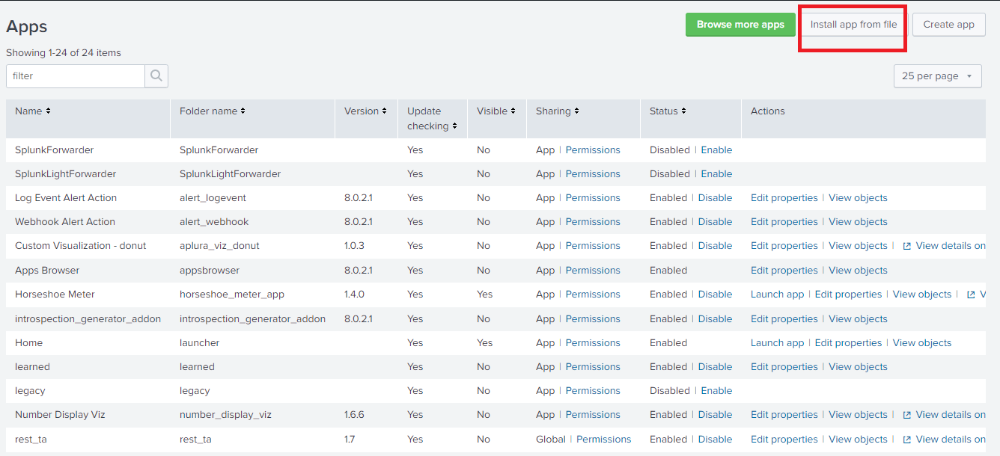 Apps
Browse more apps Install app from file Create app
Showing 1-24 of 24 items
filter
25 per page
Name Folder name Version Update checking Visible Sharing Status Actions
SplunkForwarder SplunkForwarder Yes No App | Permissions Disabled | Enable
SplunkLightForwarder SplunkLightForwarder Yes No App | Permissions Disabled | Enable
Log Event Alert Action alert_logevent 8.0.2.1 Yes No App | Permissions Enabled | Disable Edit properties | View objects
Webhook Alert Action alert_webhook 8.0.2.1 Yes No App | Permissions Enabled | Disable Edit properties | View objects
Custom Visualization - donut aplura_viz_donut 1.0.3 Yes No App | Permissions Enabled | Disable Edit properties | View objects | View details on
Apps Browser appsbrowser 8.0.2.1 Yes No App | Permissions Enabled Edit properties | View objects
Horseshoe Meter horseshoe_meter_app 1.4.0 Yes Yes App | Permissions Enabled | Disable Launch app | Edit properties | View objects | V
introspection_generator_addon introspection_generator_addon 8.0.2.1 Yes No App | Permissions Enabled | Disable Edit properties | View objects
Home launcher Yes Yes App | Permissions Enabled Launch app | Edit properties | View objects
learned learned Yes No App | Permissions Enabled | Disable Edit properties | View objects
legacy legacy Yes No App | Permissions Disabled | Enable
Number Display Viz number_display_viz 1.6.6 Yes No App | Permissions Enabled | Disable Edit properties | View objects | View details on
rest_ta rest_ta 1.7 Yes No Global | Permissions Enabled | Disable Edit properties | View objects | View details on